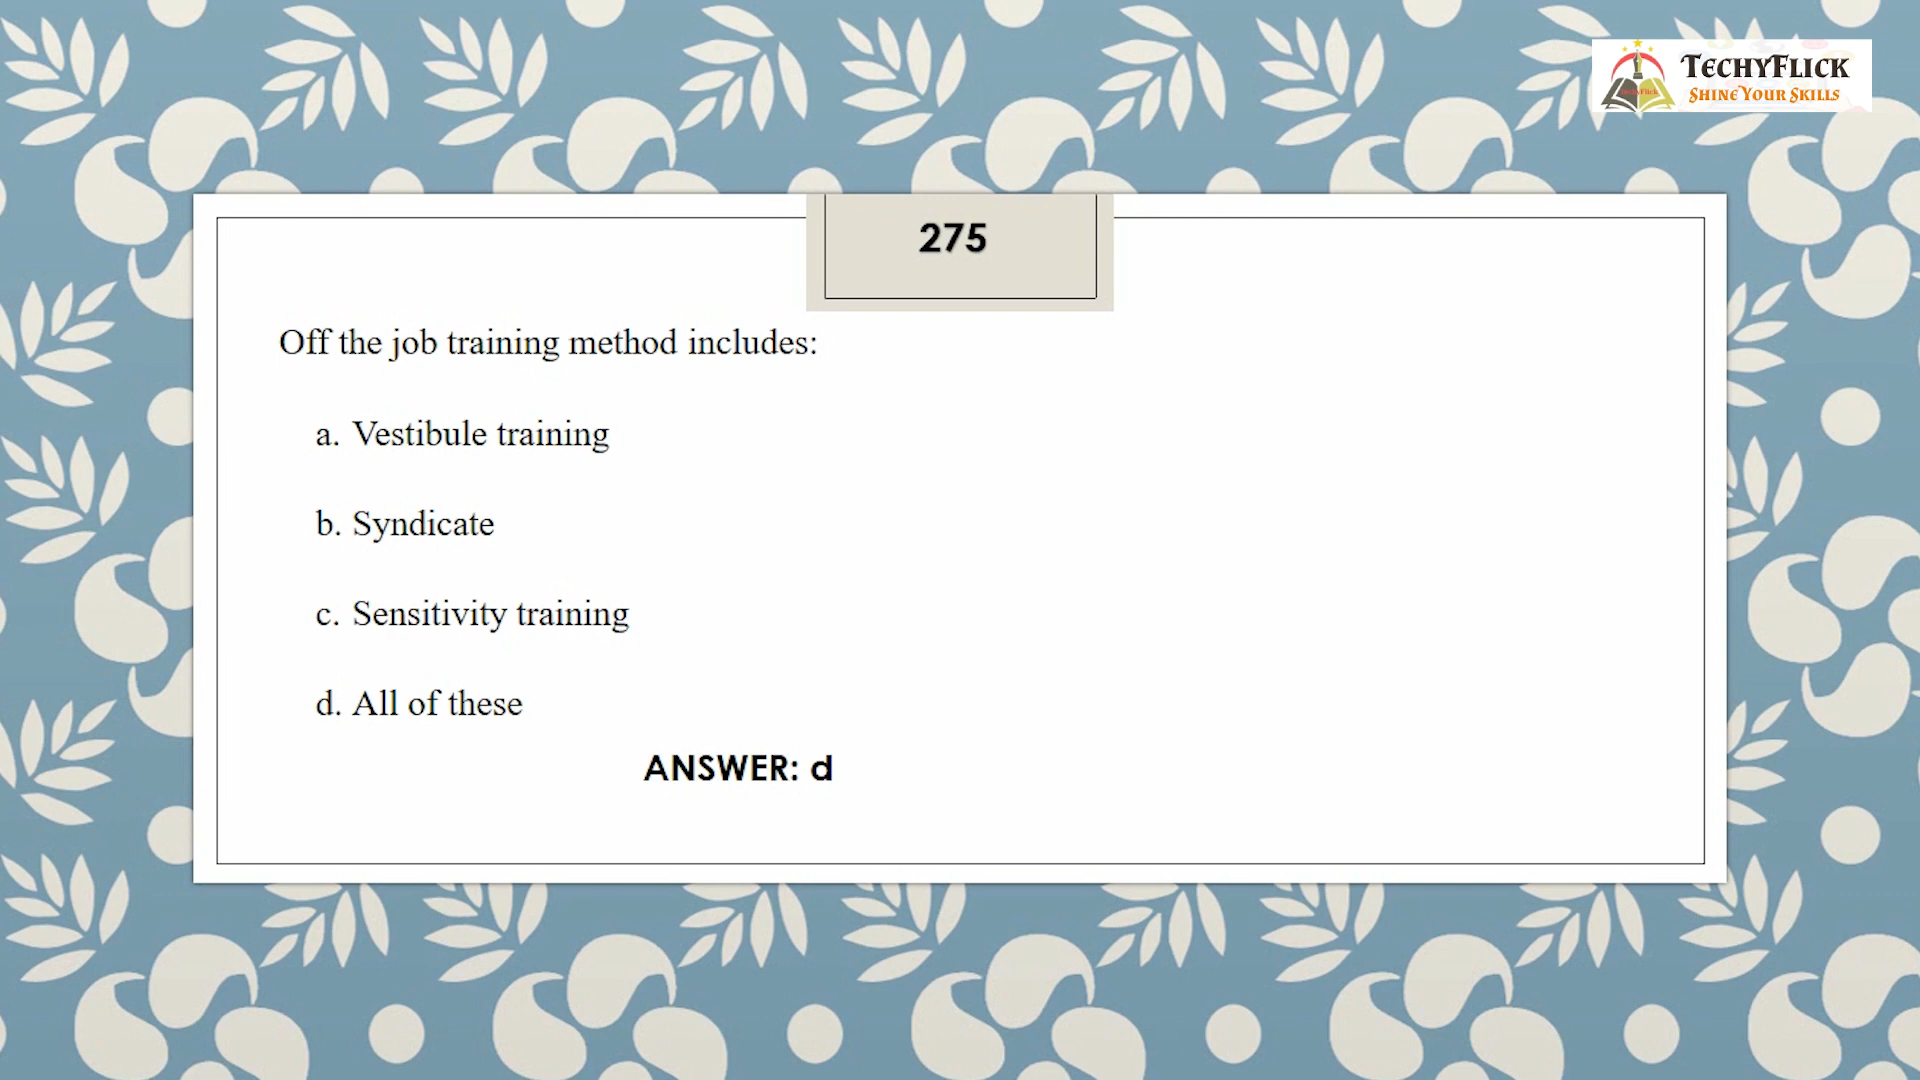 TechyFlick
Shine Your Skills
275
Off the job training method includes:
a. Vestibule training
b. Syndicate
c. Sensitivity training
d. All of these
ANSWER: d